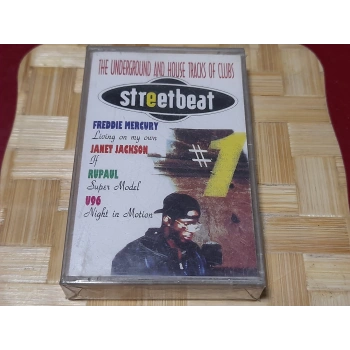 THE UNDERGROUND AND HOUSE TRACKS OF CLUBS
streetbeat
FREDDIE MERCURY
Living on my own
JANET JACKSON
If
RUPAUL
Super Model
U96
Night in Motion
#1